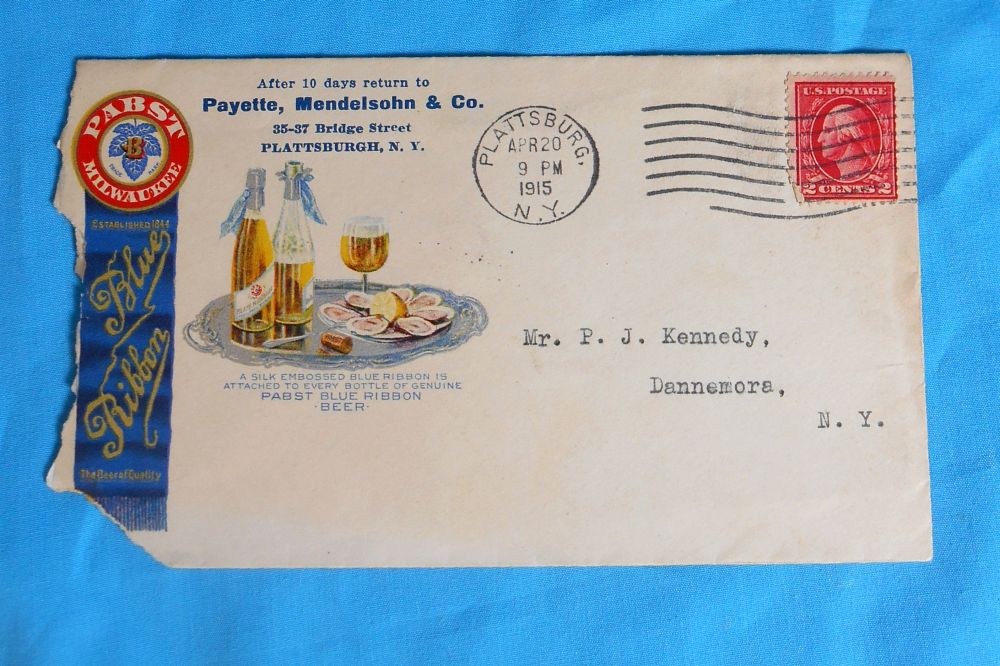 PABST
B
TRADE MARK
MILWAUKEE
ESTABLISHED 1844
Blue
Ribbon
The Beer of Quality
After 10 days return to
Payette, Mendelsohn & Co.
35-37 Bridge Street
PLATTSBURGH, N. Y.
A SILK EMBOSSED BLUE RIBBON IS
ATTACHED TO EVERY BOTTLE OF GENUINE
PABST BLUE RIBBON
-BEER-
PLATTSBURG,
APR 20
9 PM
1915
N.Y.
U.S. POSTAGE
2 CENTS 2
Mr. P. J. Kennedy,
Dannemora,
N. Y.